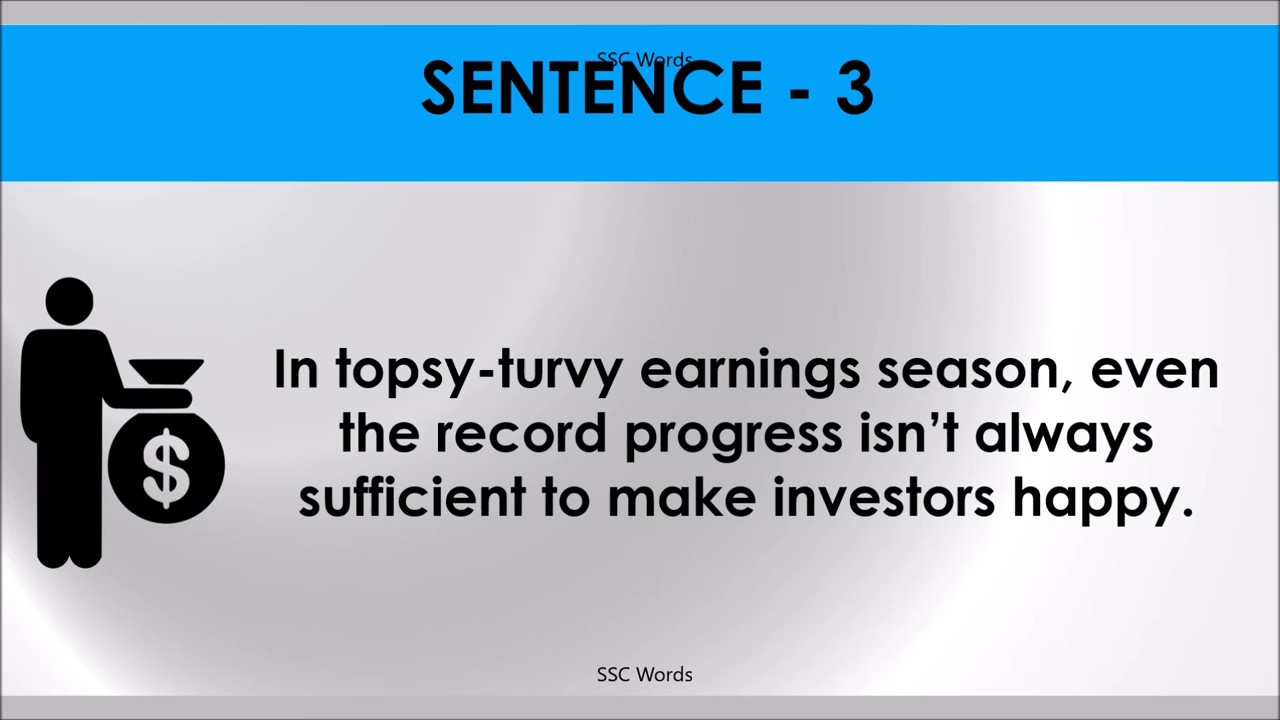 SSC Words
SENTENCE - 3
$
In topsy-turvy earnings season, even
the record progress isn’t always
sufficient to make investors happy.
SSC Words